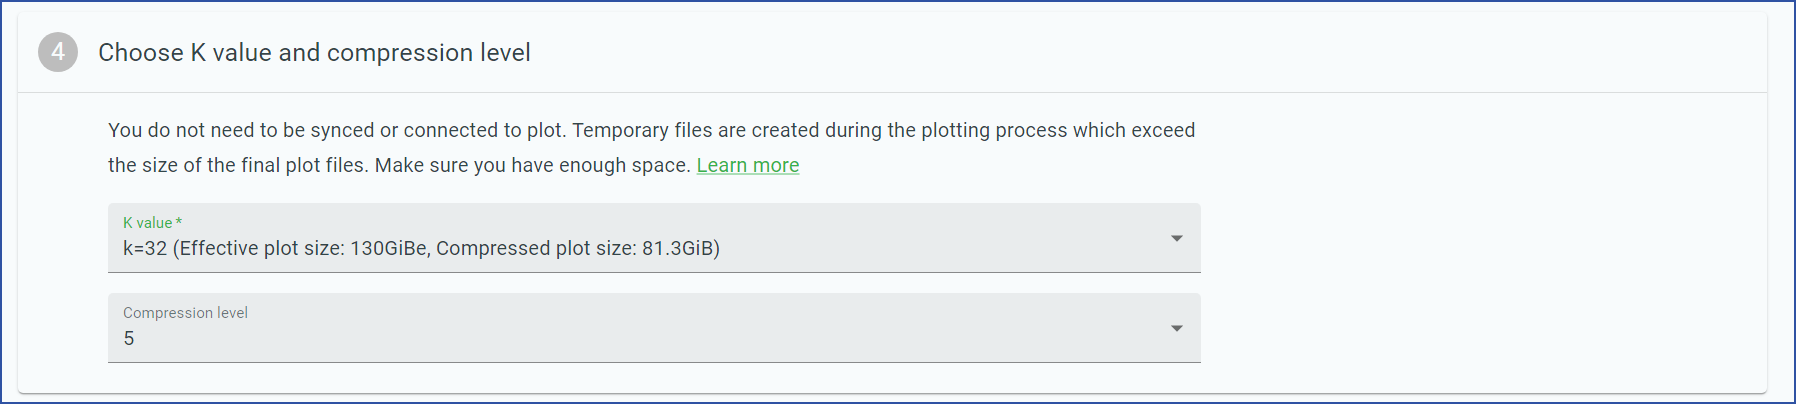 4
Choose K value and compression level
You do not need to be synced or connected to plot. Temporary files are created during the plotting process which exceed
the size of the final plot files. Make sure you have enough space. Learn more
K value *
k=32 (Effective plot size: 130GiBe, Compressed plot size: 81.3GiB)
Compression level
5